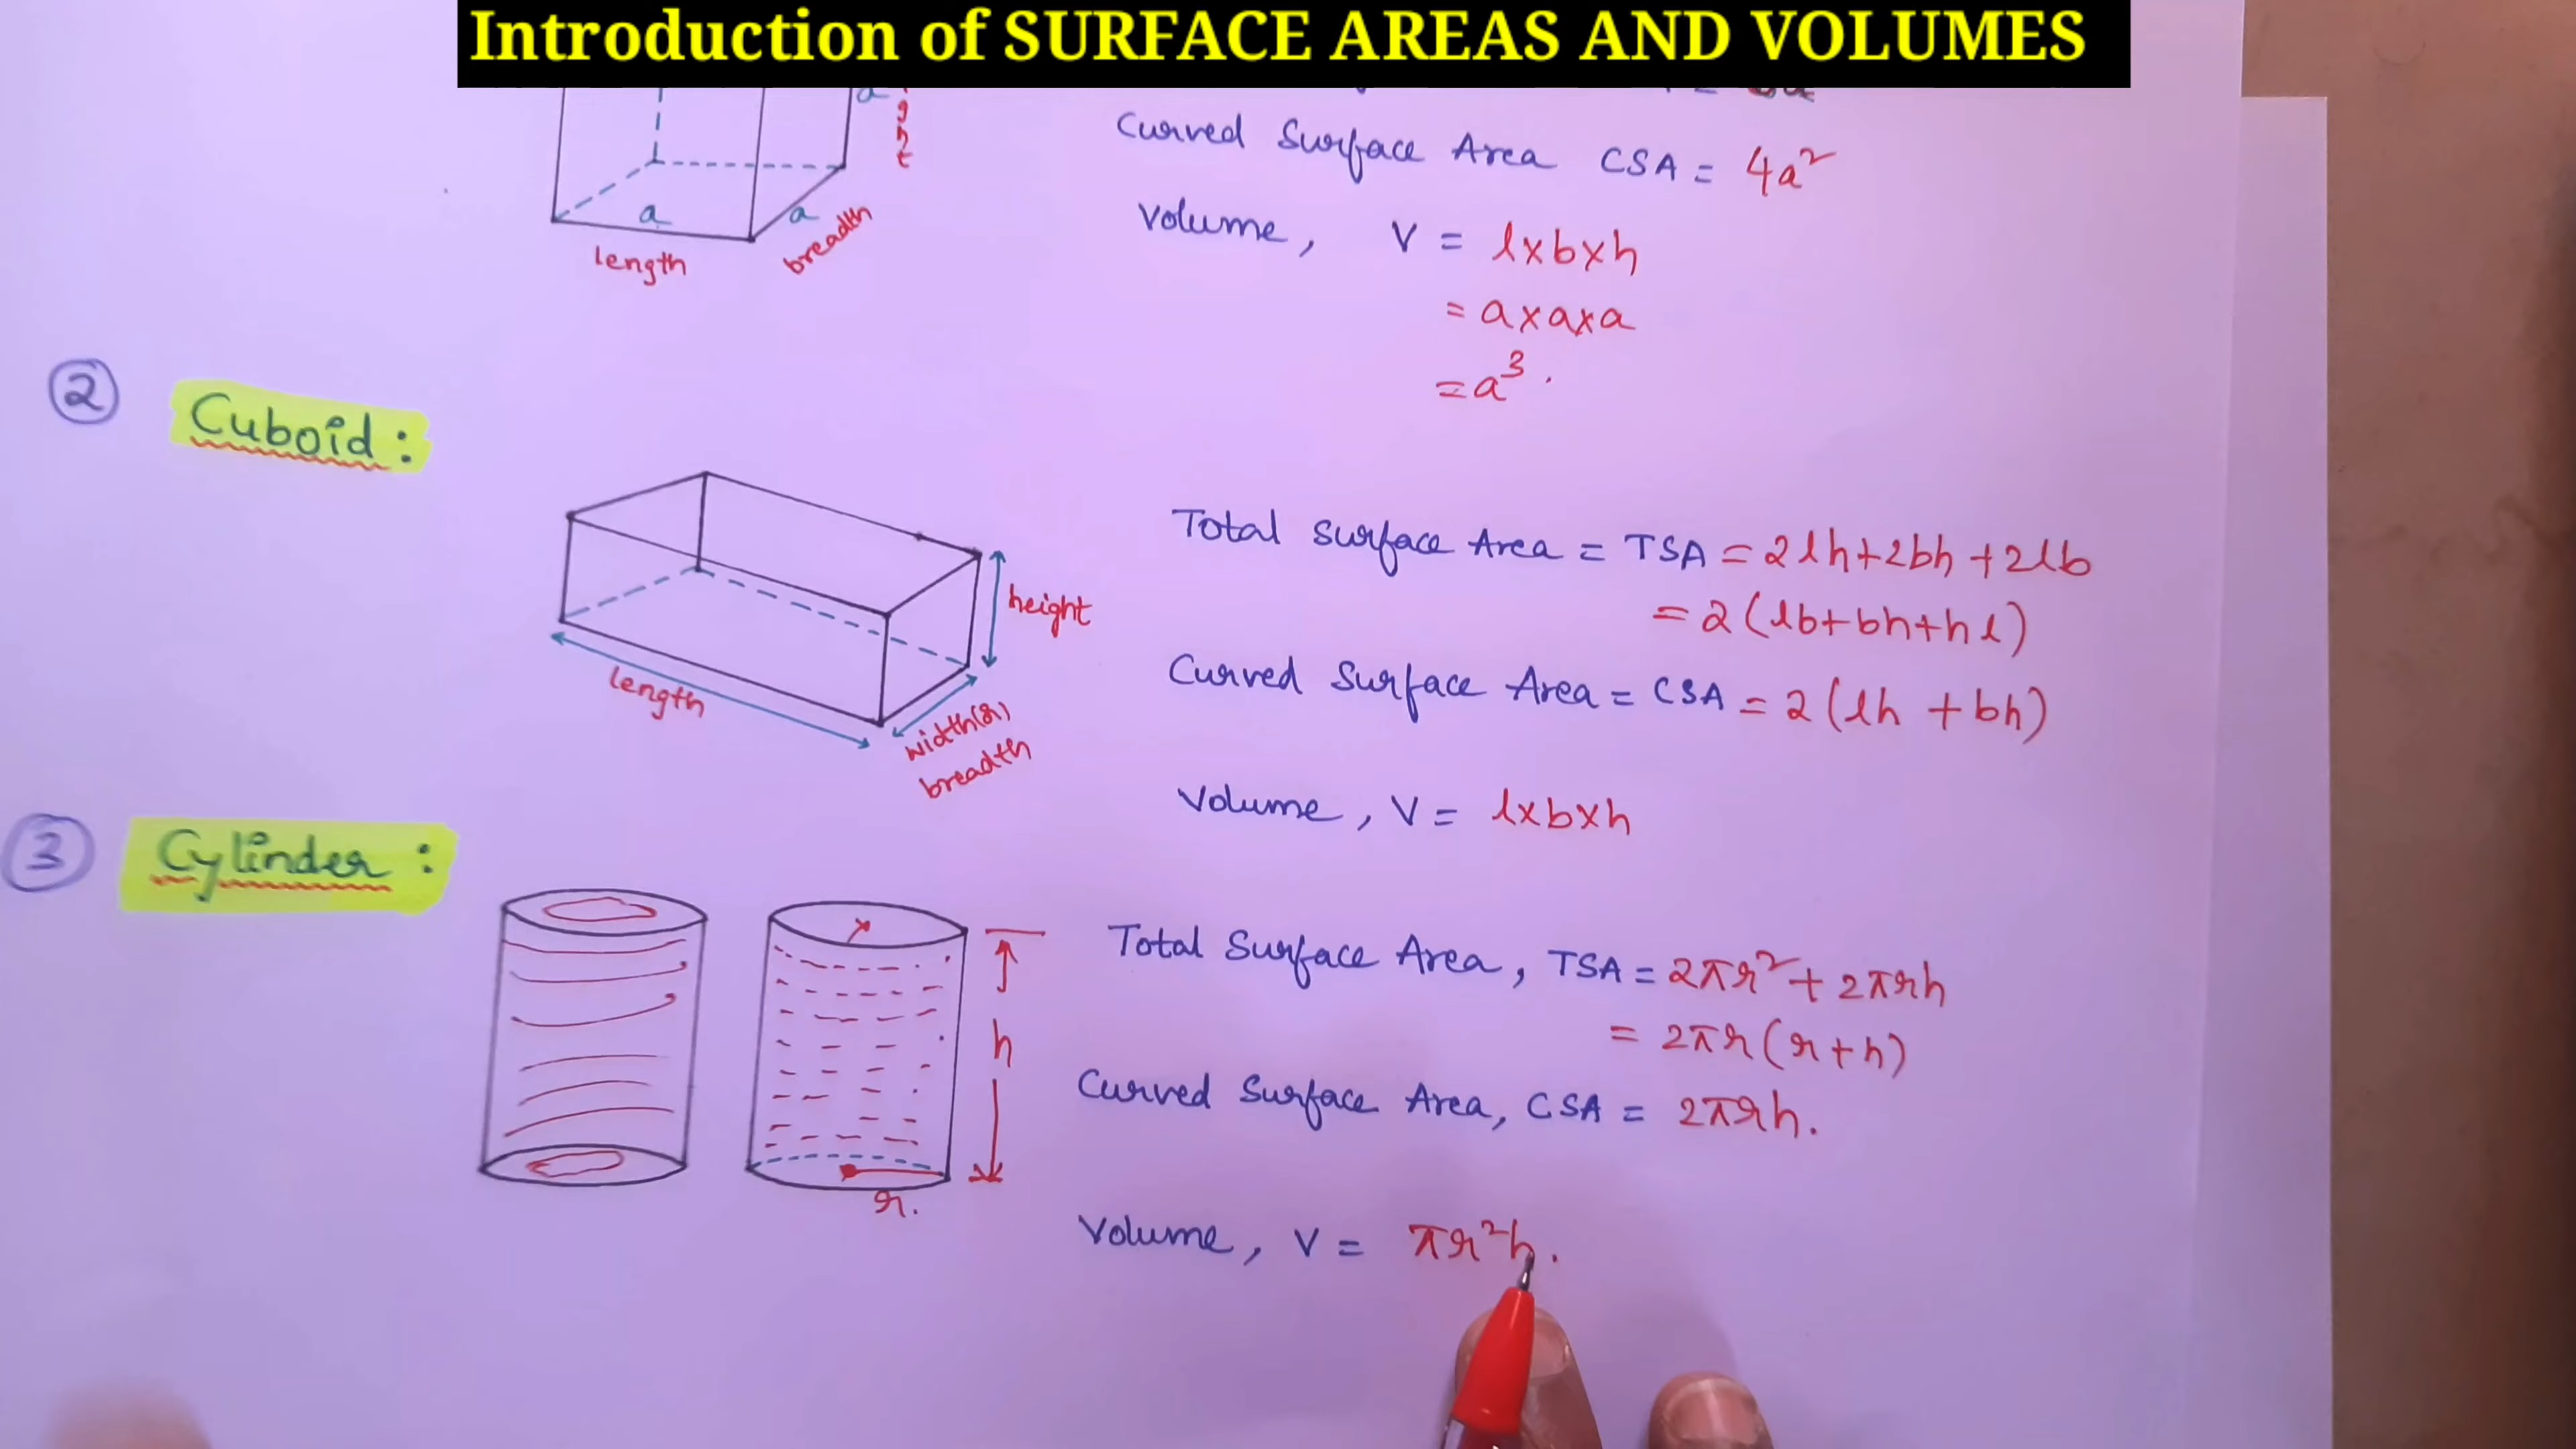 Introduction of SURFACE AREAS AND VOLUMES
a
Curved Surface Area CSA = 4a²
a
a
length
breadth
Volume, V = l×b×h
= a×a×a
= a³.
② Cuboid:
Total Surface Area = TSA = 2lh+2bh+2lb
= 2(lb+bh+hl)
height
length
width(or)
breadth
Curved Surface Area = CSA = 2(lh + bh)
Volume, V = l×b×h
③ Cylinder:
Total Surface Area, TSA = 2πr²+2πrh
= 2πr(r+h)
h
r.
Curved Surface Area, CSA = 2πrh.
Volume, V = πr²h.